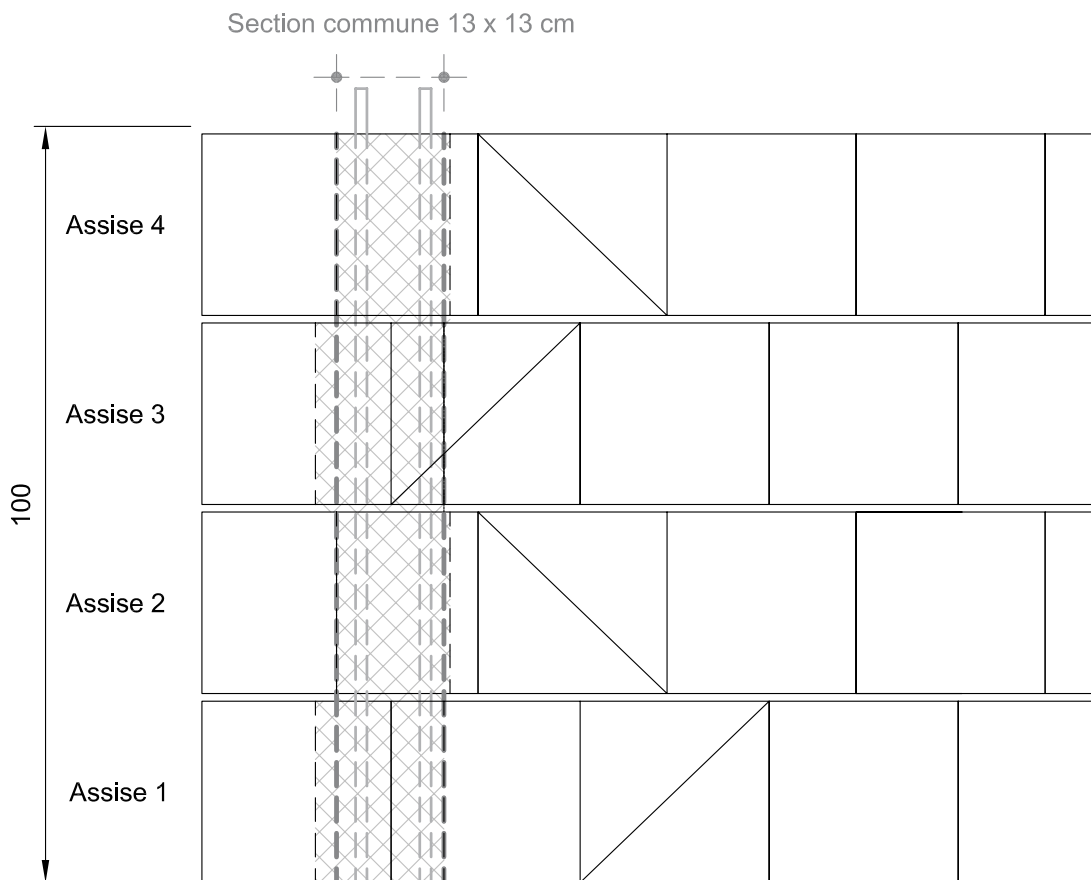 Section commune 13 x 13 cm
Assise 4
Assise 3
100
Assise 2
Assise 1